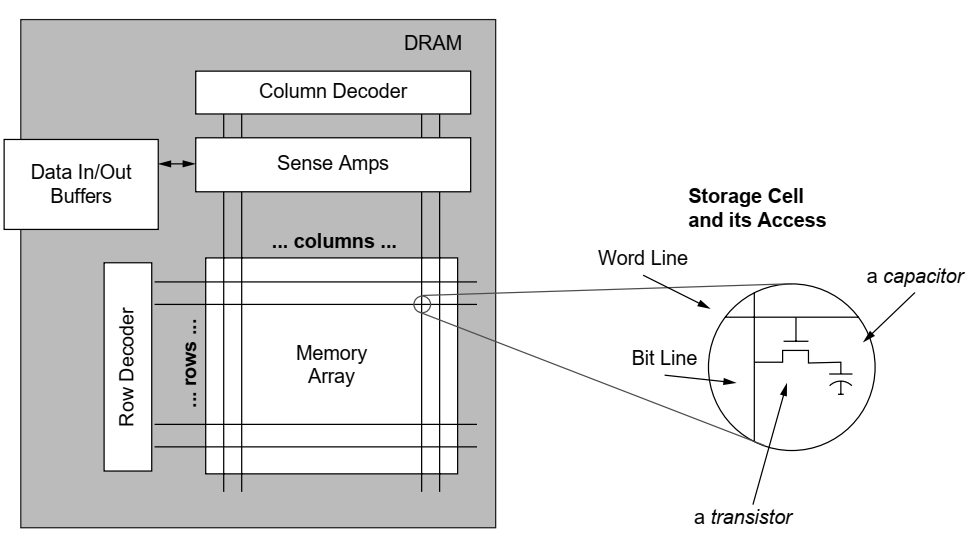 DRAM
Column Decoder
Data In/Out
Buffers
Sense Amps
... columns ...
Row Decoder
... rows ...
Memory
Array
Storage Cell
and its Access
Word Line
a capacitor
Bit Line
a transistor